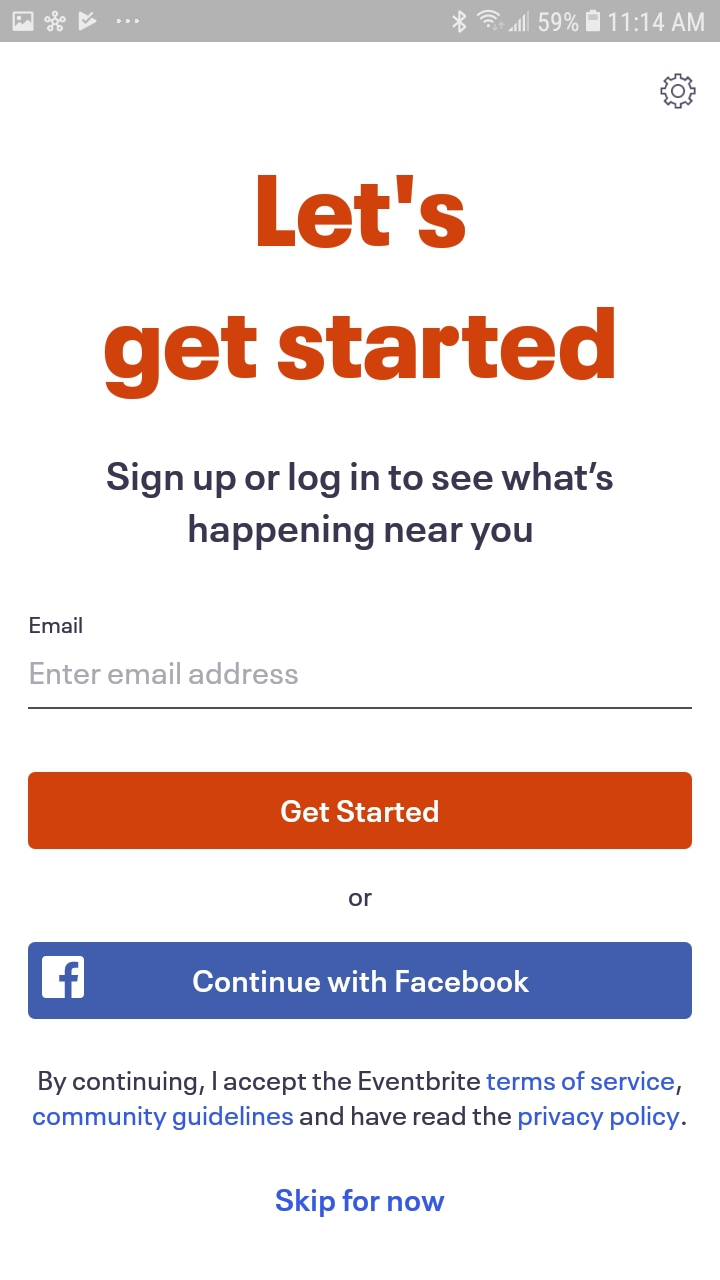 59% 11:14 AM
Let's
get started
Sign up or log in to see what’s
happening near you
Email
Enter email address
Get Started
or
Continue with Facebook
By continuing, I accept the Eventbrite terms of service,
community guidelines and have read the privacy policy.
Skip for now